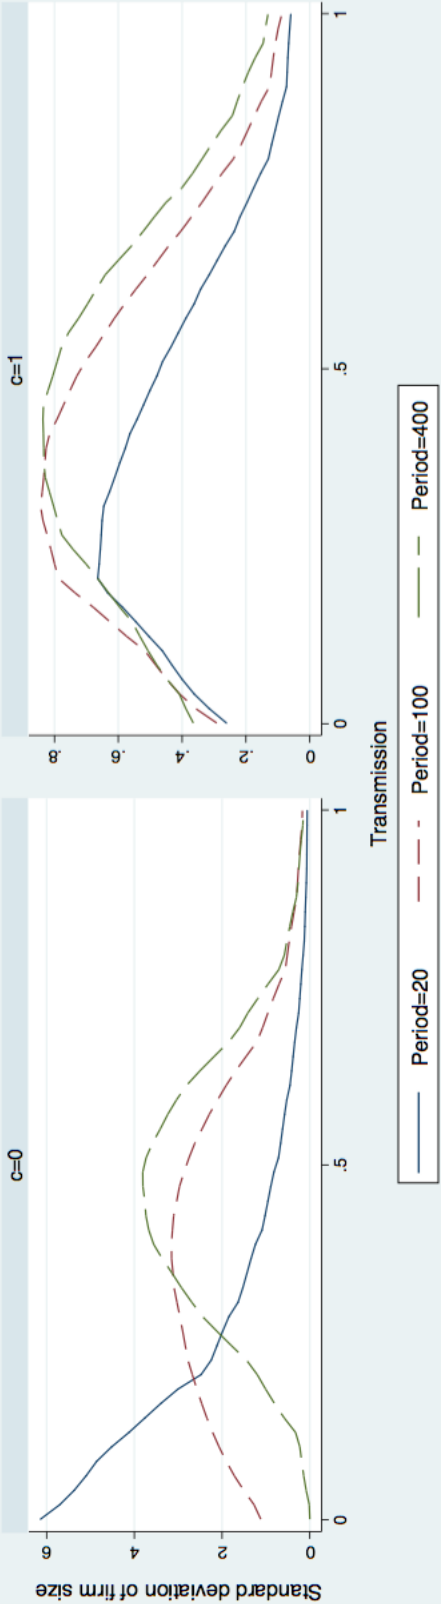 c=0
c=1
Standard deviation of firm size
6
4
2
0
0
.5
1
.8
.6
.4
.2
0
0
.5
1
Transmission
Period=20
Period=100
Period=400